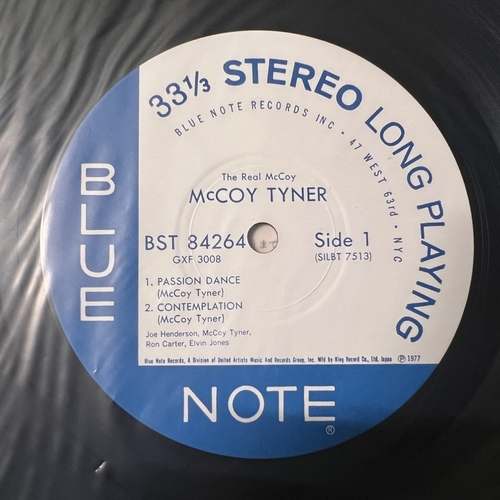 33⅓ STEREO LONG PLAYING
BLUE NOTE RECORDS INC · 47 WEST 63rd · NYC
BLUE
The Real McCoy
McCOY TYNER
BST 84264
Side 1
GXF 3008
(SILBT 7513)
1. PASSION DANCE
(McCoy Tyner)
2. CONTEMPLATION
(McCoy Tyner)
Joe Henderson, McCoy Tyner,
Ron Carter, Elvin Jones
Blue Note Records, A Division of United Artists Music And Records Group, Inc. Mfd by King Record Co., Ltd, Japan ℗ 1977
NOTE®